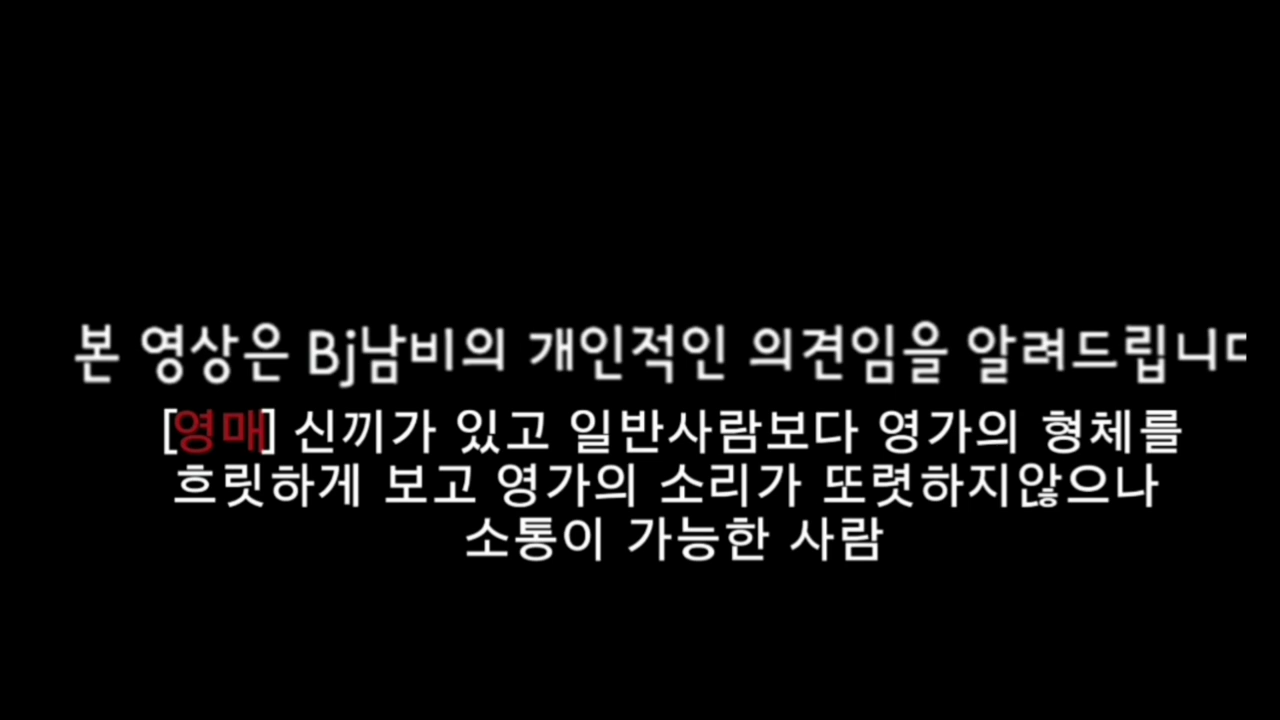 본 영상은 Bj남비의 개인적인 의견임을 알려드립니다
[영매] 신끼가 있고 일반사람보다 영가의 형체를
흐릿하게 보고 영가의 소리가 또렷하지않으나
소통이 가능한 사람